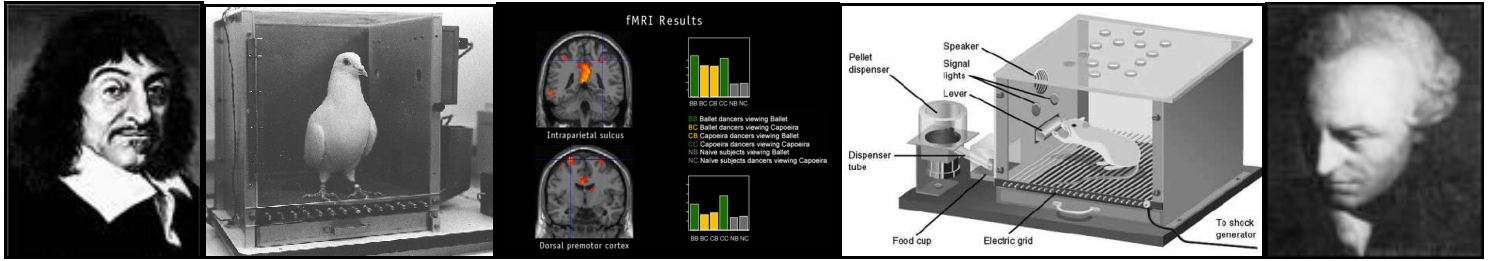 fMRI Results
BB BC CB CC NB NC
Intraparietal sulcus
BB Ballet dancers viewing Ballet
BC Ballet dancers viewing Capoeira
CB Capoeira dancers viewing Ballet
CC Capoeira dancers viewing Capoeira
NB Naïve subjects viewing Ballet
NC Naïve subjects dancers viewing Capoeira
BB BC CB CC NB NC
Dorsal premotor cortex
Pellet
dispenser
Speaker
Signal
lights
Lever
Dispenser
tube
Food cup
Electric grid
To shock
generator